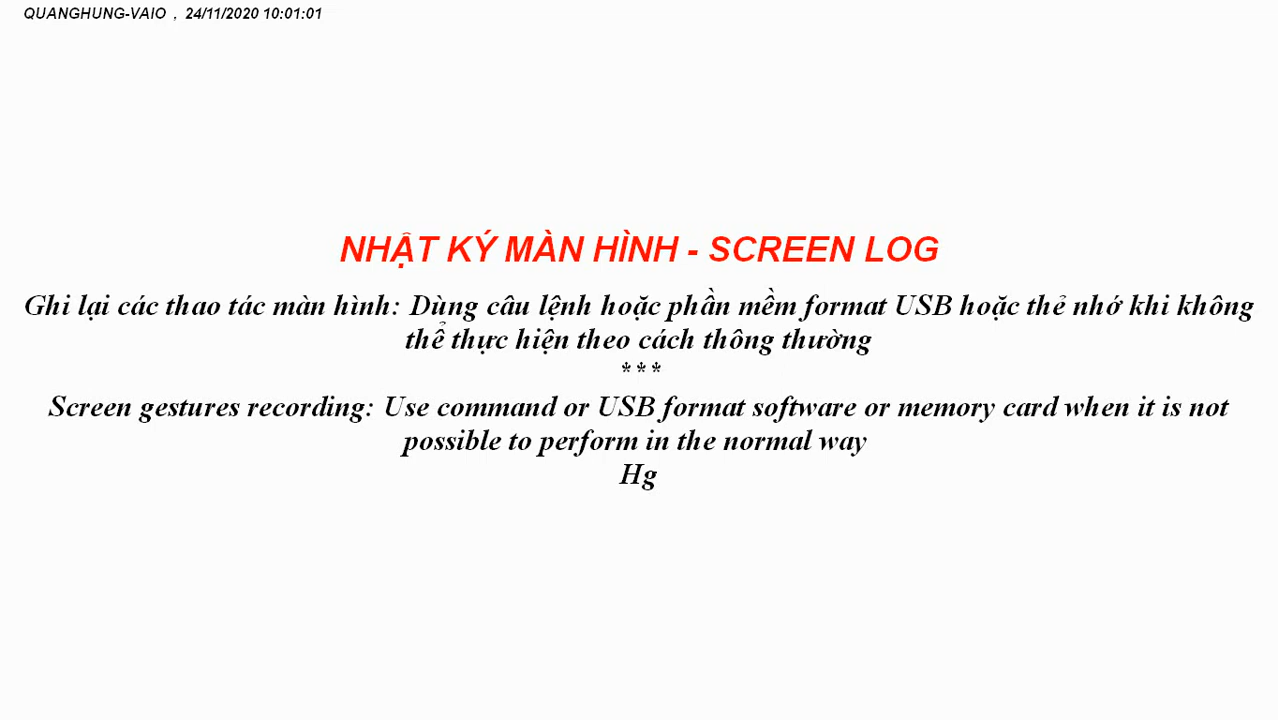 QUANGHUNG-VAIO , 24/11/2020 10:01:01
NHẬT KÝ MÀN HÌNH - SCREEN LOG
Ghi lại các thao tác màn hình: Dùng câu lệnh hoặc phần mềm format USB hoặc thẻ nhớ khi không
thể thực hiện theo cách thông thường
***
Screen gestures recording: Use command or USB format software or memory card when it is not
possible to perform in the normal way
Hg